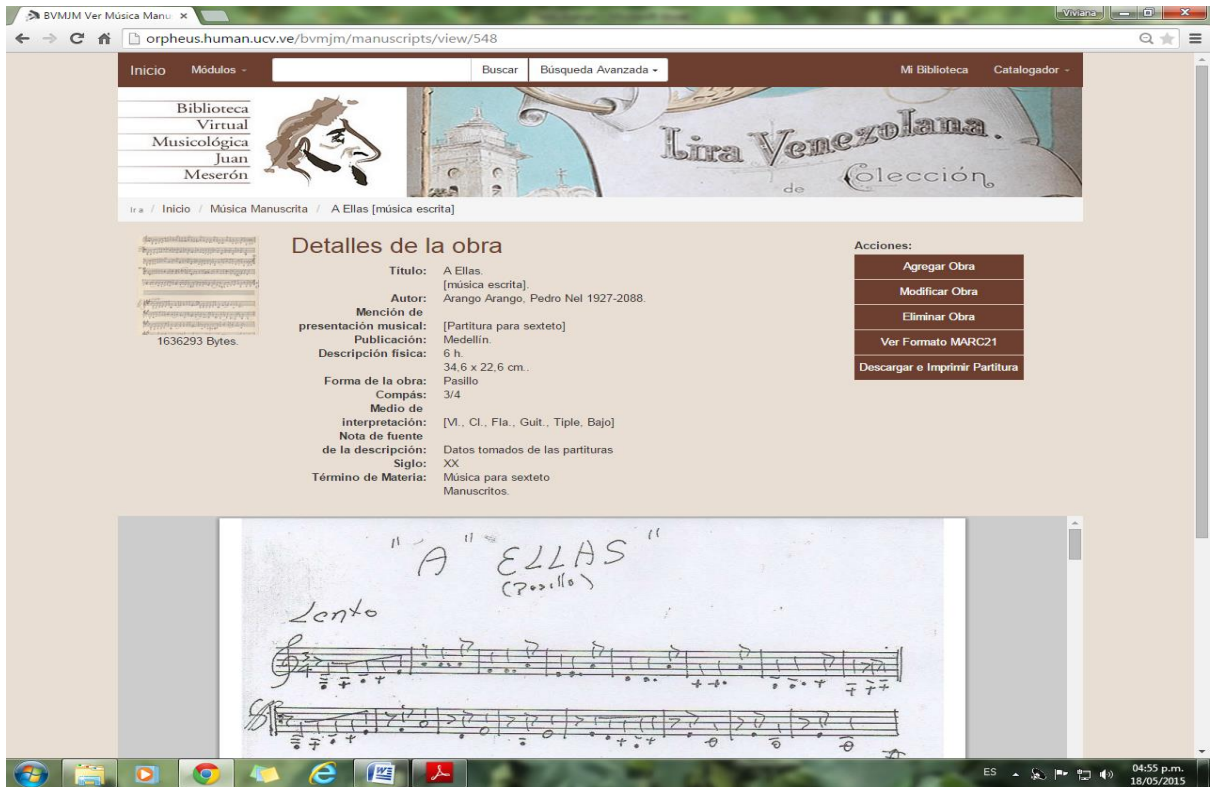 BVMJM Ver Música Manu
Viviana
orpheus.human.ucv.ve/bvmjm/manuscripts/view/548
Inicio Módulos Buscar Búsqueda Avanzada Mi Biblioteca Catalogador
Biblioteca
Virtual
Musicológica
Juan
Meserón
Lira Venezolana.
de Colección
Ir a / Inicio / Música Manuscrita / A Ellas [música escrita]
1636293 Bytes.
Detalles de la obra
Título: A Ellas.
[música escrita].
Autor: Arango Arango, Pedro Nel 1927-2088.
Mención de
presentación musical: [Partitura para sexteto]
Publicación: Medellín.
Descripción física: 6 h.
34,6 x 22,6 cm..
Forma de la obra: Pasillo
Compás: 3/4
Medio de
interpretación: [Vl., Cl., Fla., Guit., Tiple, Bajo]
Nota de fuente
de la descripción: Datos tomados de las partituras
Siglo: XX
Término de Materia: Música para sexteto
Manuscritos.
Acciones:
Agregar Obra
Modificar Obra
Eliminar Obra
Ver Formato MARC21
Descargar e Imprimir Partitura
"A" ELLAS"
(Pasillo)
Lento
3/4
ES
04:55 p.m.
18/05/2015